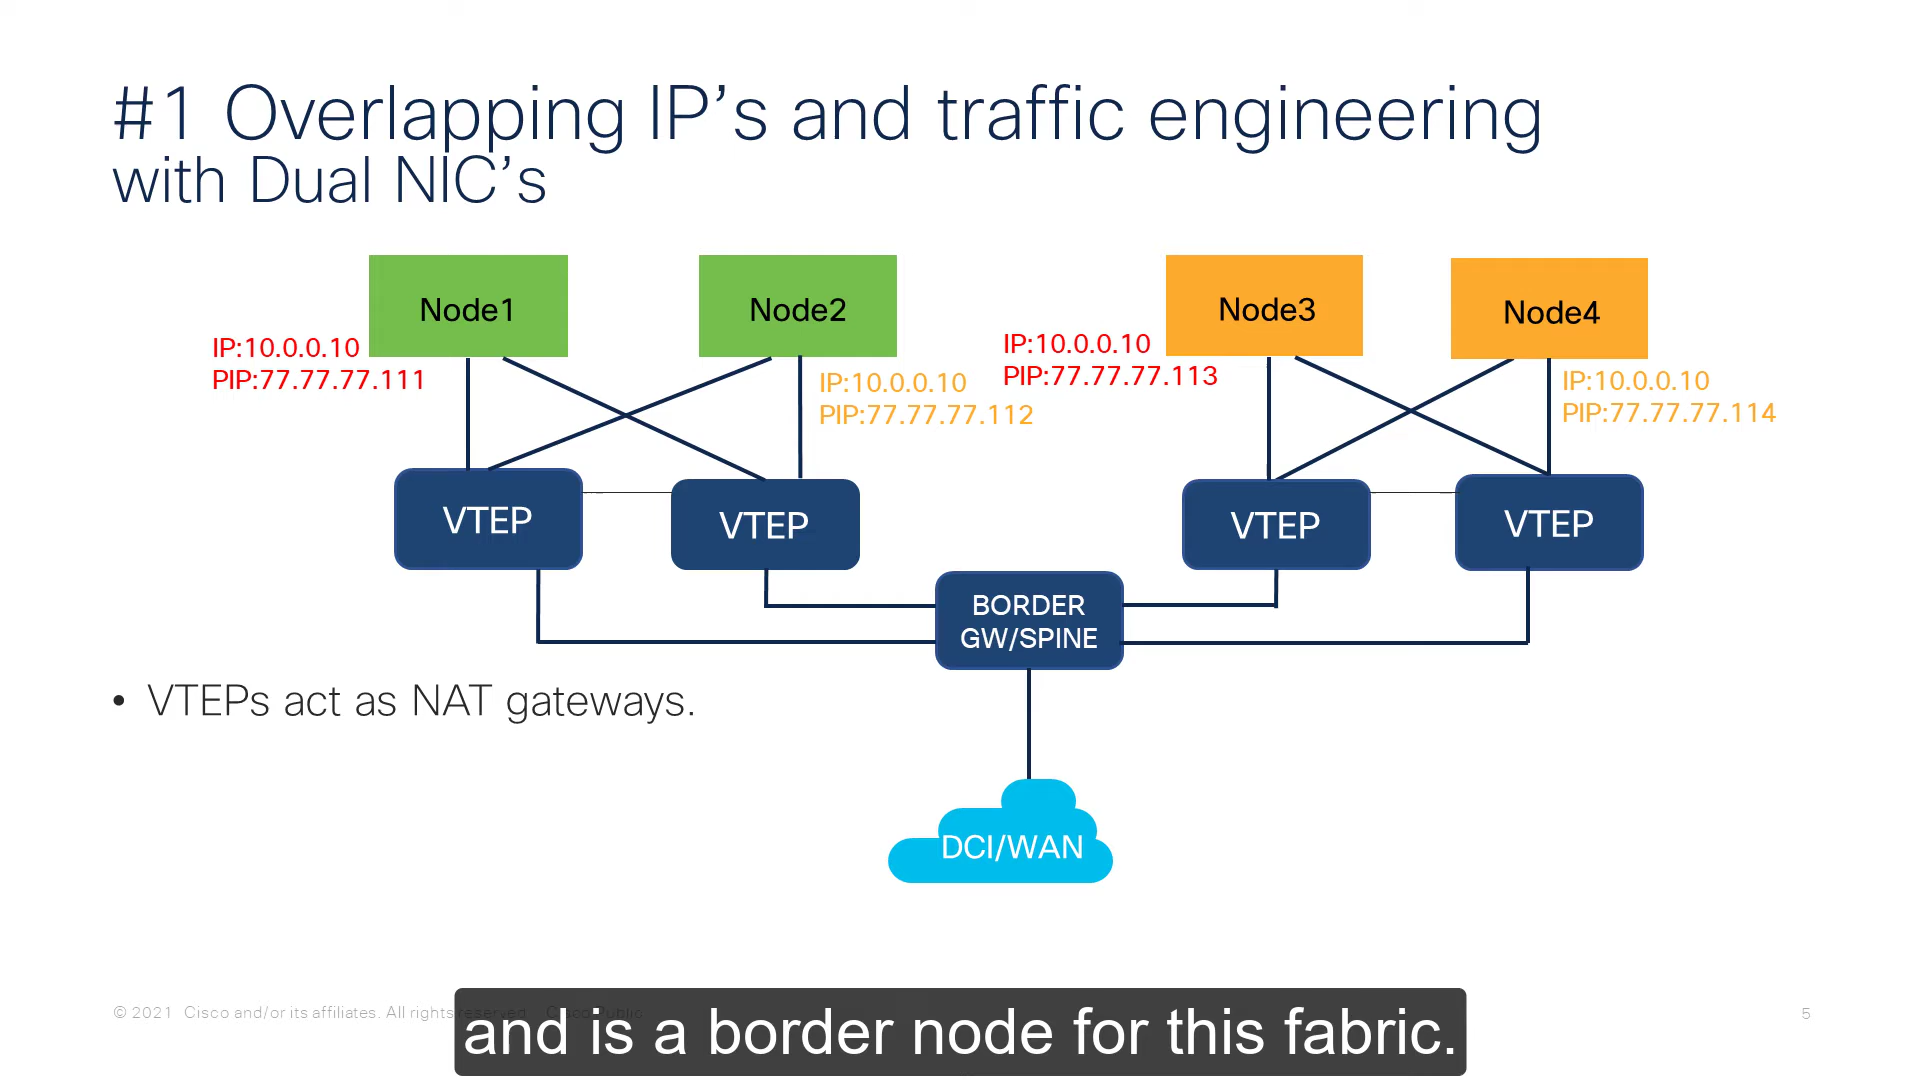 #1 Overlapping IP’s and traffic engineering
with Dual NIC’s
Node1
Node2
Node3
Node4
IP:10.0.0.10
PIP:77.77.77.111
IP:10.0.0.10
PIP:77.77.77.112
IP:10.0.0.10
PIP:77.77.77.113
IP:10.0.0.10
PIP:77.77.77.114
VTEP
VTEP
VTEP
VTEP
BORDER
GW/SPINE
• VTEPs act as NAT gateways.
DCI/WAN
© 2021 Cisco and/or its affiliates. All rights reserved. Cisco Public
5
and is a border node for this fabric.